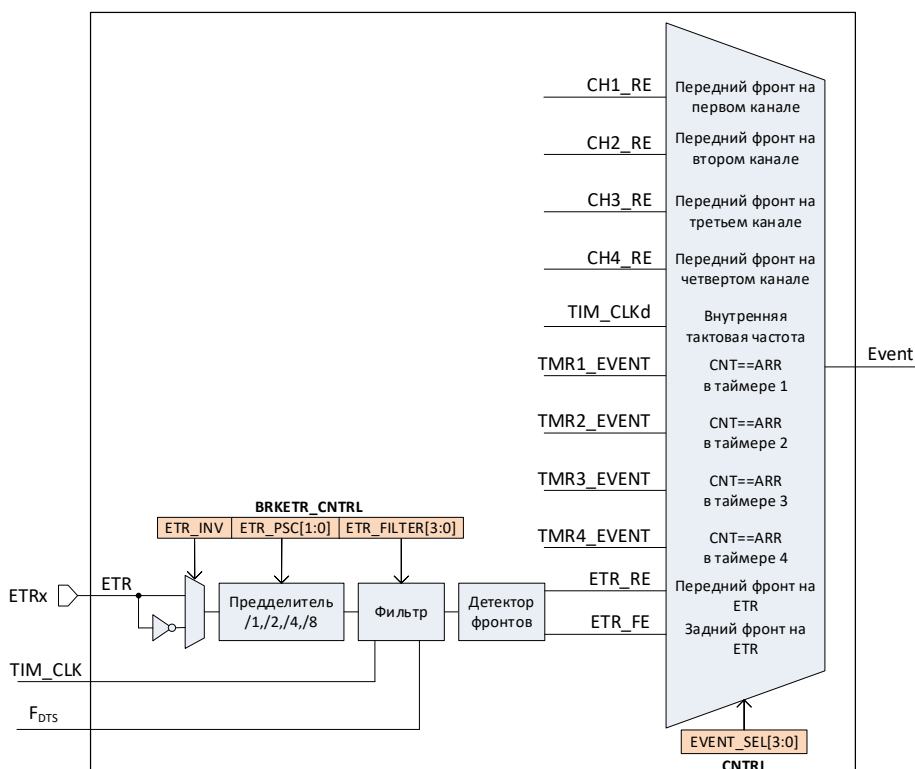 CH1_RE
Передний фронт на
первом канале
CH2_RE
Передний фронт на
втором канале
CH3_RE
Передний фронт на
третьем канале
CH4_RE
Передний фронт на
четвертом канале
TIM_CLKd
Внутренняя
тактовая частота
Event
TMR1_EVENT
CNT==ARR
в таймере 1
TMR2_EVENT
CNT==ARR
в таймере 2
TMR3_EVENT
CNT==ARR
в таймере 3
TMR4_EVENT
CNT==ARR
в таймере 4
BRKETR_CNTRL
ETR_INV ETR_PSC[1:0] ETR_FILTER[3:0]
ETRx
ETR
Предделитель
/1,/2,/4,/8
Фильтр
Детектор
фронтов
ETR_RE
Передний фронт на
ETR
ETR_FE
Задний фронт на
ETR
TIM_CLK
FDTS
EVENT_SEL[3:0]
CNTRL